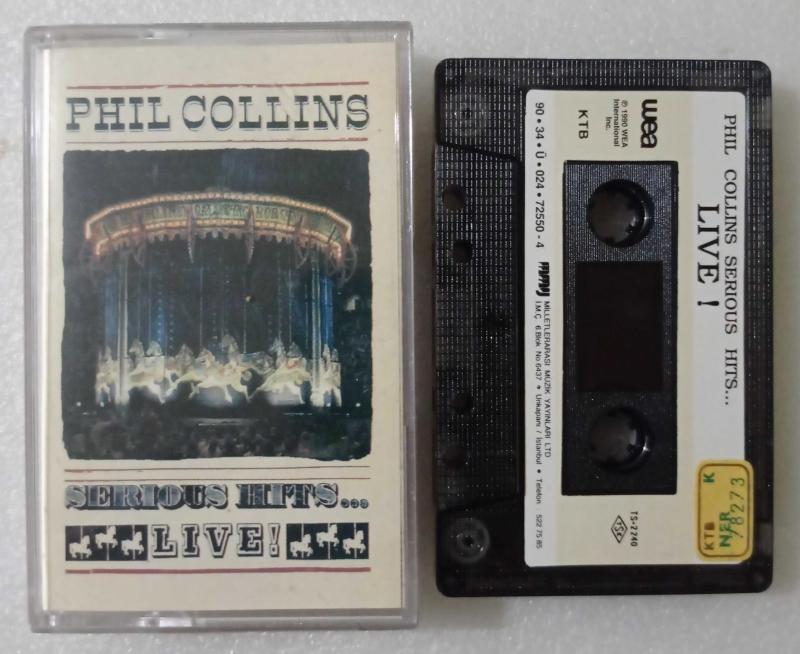 PHIL COLLINS
SERIOUS HITS...
LIVE!
PHIL COLLINS SERIOUS HITS...
LIVE!
wea
℗ 1990 WEA
International
Inc.
KTB
90 • 34 • Ü • 024 • 72550 - 4
MİLLETLERARASI MÜZİK YAYINLARI LTD
İ.M.Ç. 6.Blok No 6437 • Unkapanı / İstanbul • Telefon 522 75 85
TS-2240
TSE
KTB K
NER
78273